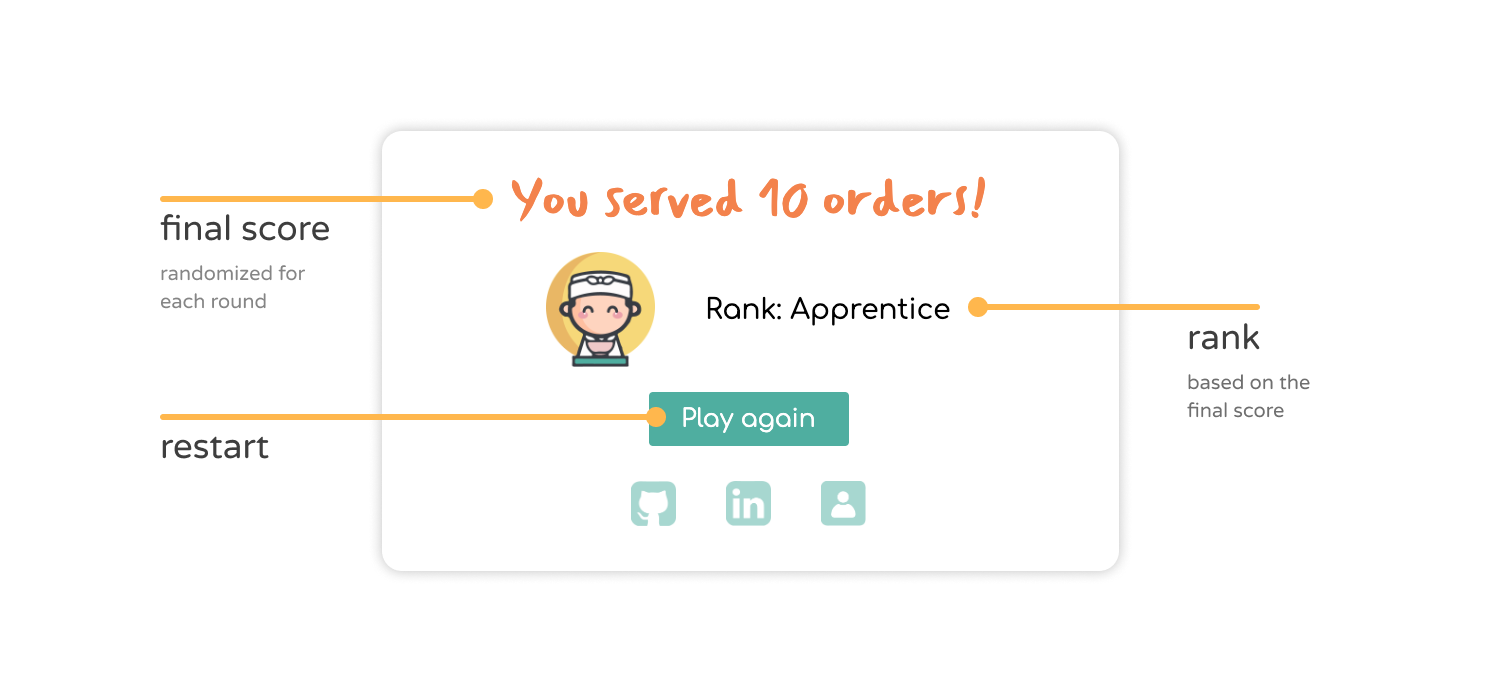 You served 10 orders!
final score
randomized for
each round
Rank: Apprentice
rank
based on the
final score
Play again
restart
in